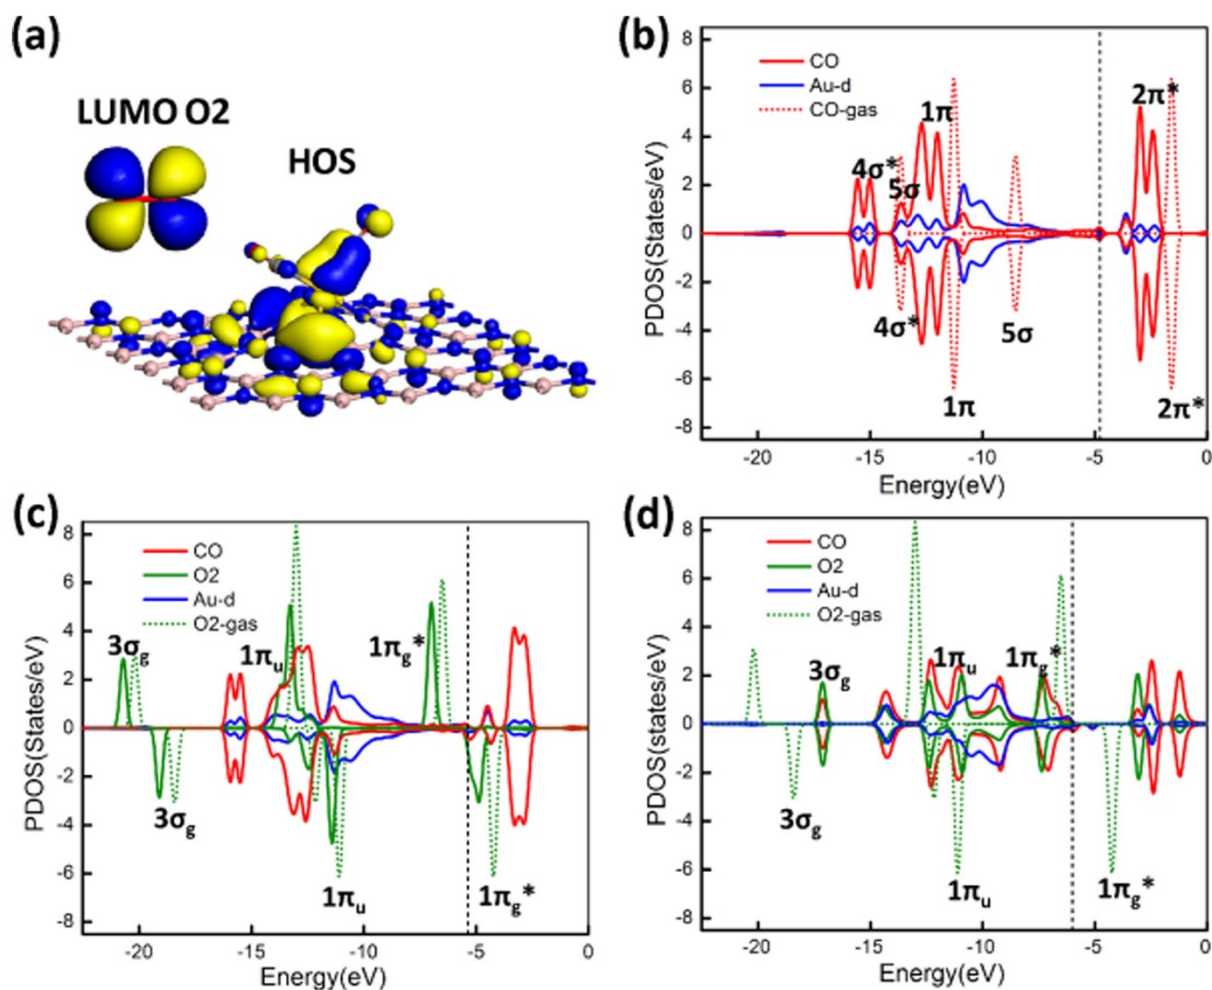 (a)
LUMO O2
HOS
(b)
CO
Au-d
CO-gas
4σ*
5σ
1π
2π*
4σ*
5σ
1π
2π*
8
6
4
2
0
-2
-4
-6
-8
PDOS(States/eV)
-20 -15 -10 -5 0
Energy(eV)
(c)
CO
O2
Au-d
O2-gas
3σg
1πu
1πg*
3σg
1πu
1πg*
8
4
0
-2
-4
-6
-8
PDOS(States/eV)
-20 -15 -10 -5 0
Energy(eV)
(d)
CO
O2
Au-d
O2-gas
3σg
1πu
1πg*
3σg
1πu
1πg*
8
6
4
2
0
-2
-4
-6
-8
PDOS(states/eV)
-20 -15 -10 -5 0
Energy(eV)